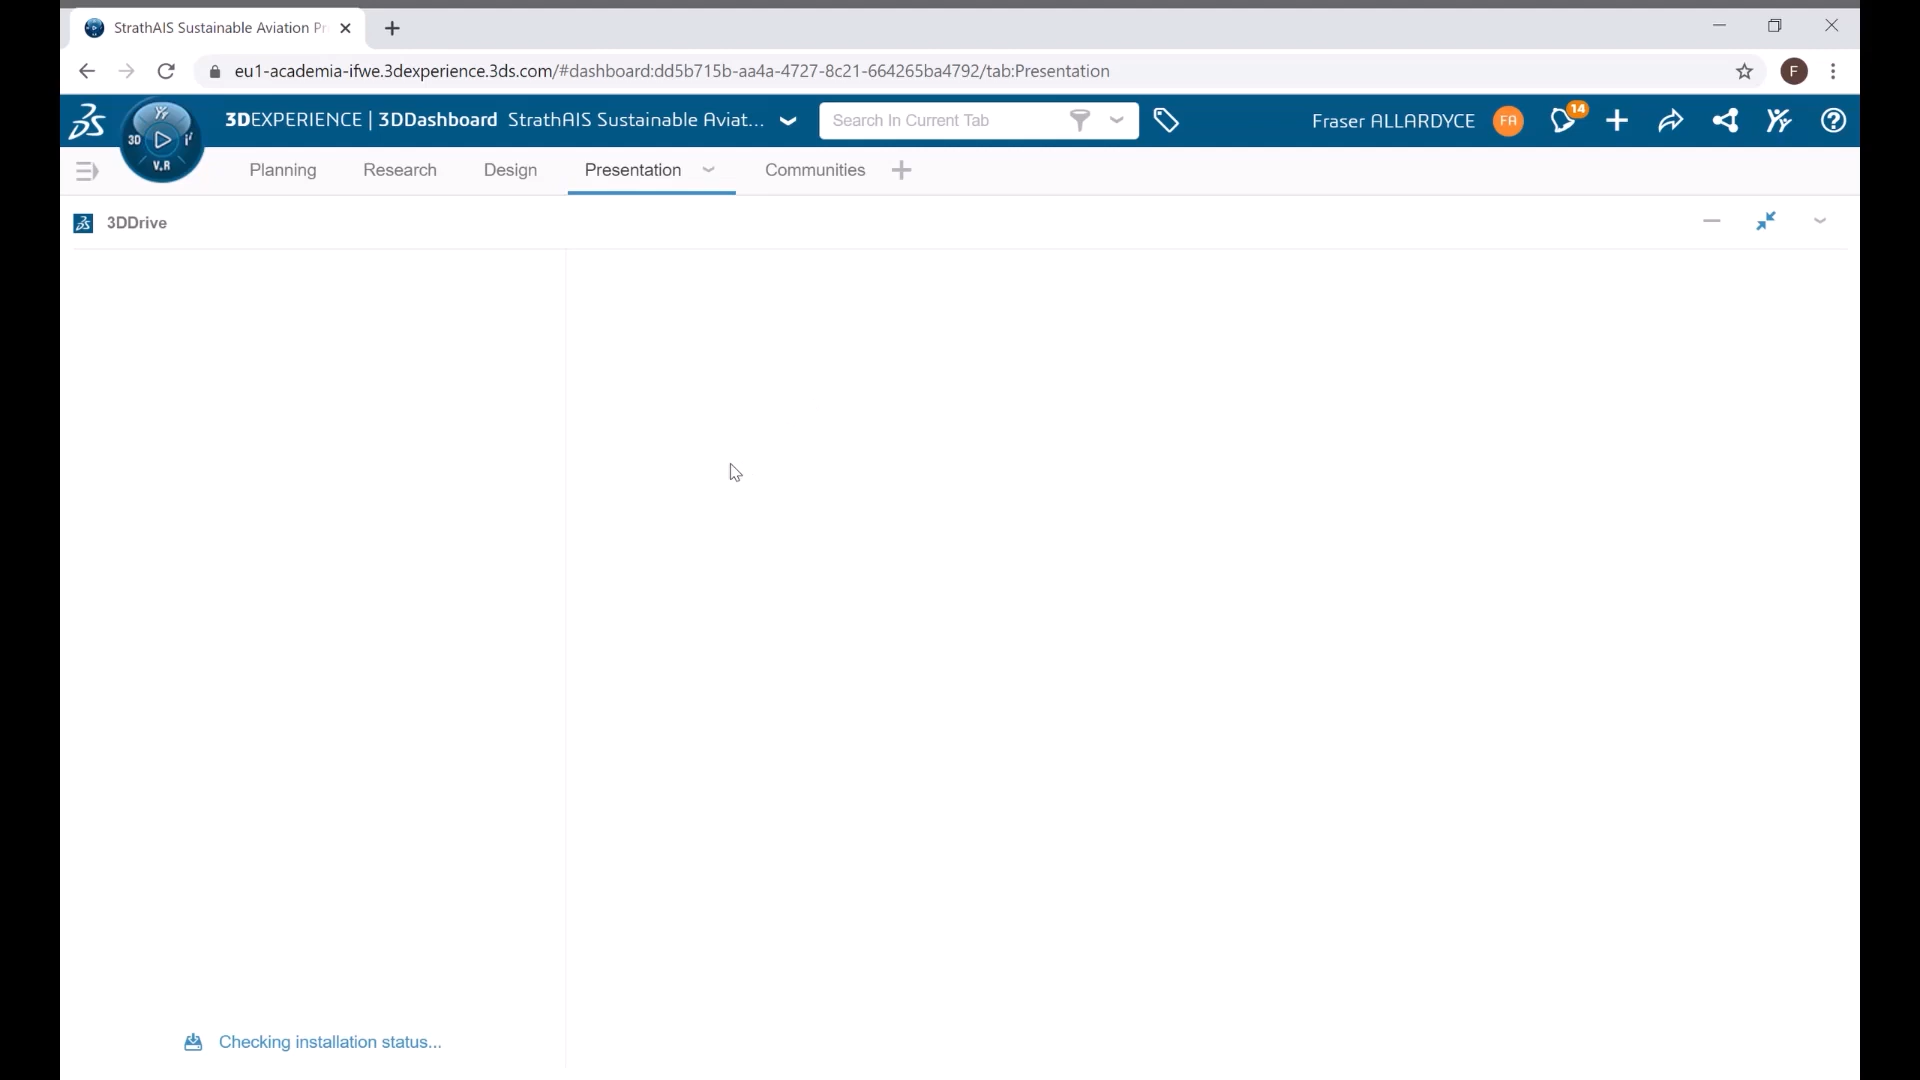 StrathAIS Sustainable Aviation Pr
eu1-academia-ifwe.3dexperience.3ds.com/#dashboard:dd5b715b-aa4a-4727-8c21-664265ba4792/tab:Presentation
F
3DEXPERIENCE | 3DDashboard StrathAIS Sustainable Aviat...
Search In Current Tab
Fraser ALLARDYCE
FA
14
3D
V.R
Planning
Research
Design
Presentation
Communities
3DDrive
Checking installation status...